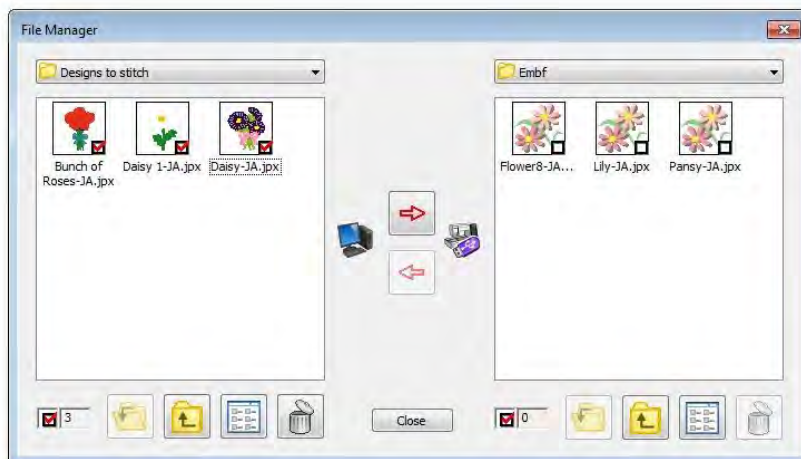 File Manager
Designs to stitch
Embf
Bunch of
Roses-JA.jpx
Daisy 1-JA.jpx
Daisy-JA.jpx
Flower8-JA...
Lily-JA.jpx
Pansy-JA.jpx
3
Close
0